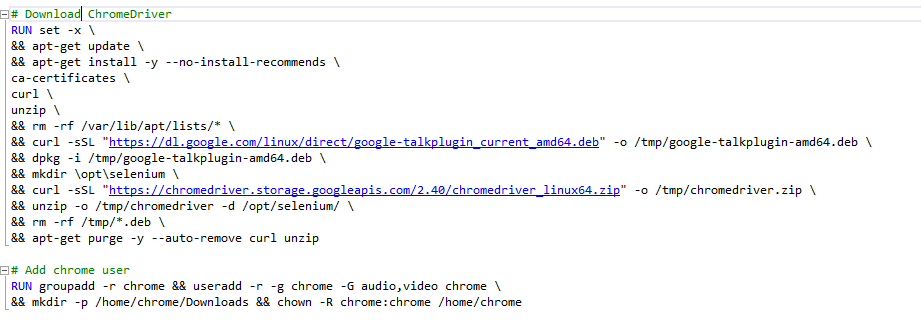 # Download ChromeDriver
RUN set -x \
&& apt-get update \
&& apt-get install -y --no-install-recommends \
ca-certificates \
curl \
unzip \
&& rm -rf /var/lib/apt/lists/* \
&& curl -sSL "https://dl.google.com/linux/direct/google-talkplugin_current_amd64.deb" -o /tmp/google-talkplugin-amd64.deb \
&& dpkg -i /tmp/google-talkplugin-amd64.deb \
&& mkdir \opt\selenium \
&& curl -sSL "https://chromedriver.storage.googleapis.com/2.40/chromedriver_linux64.zip" -o /tmp/chromedriver.zip \
&& unzip -o /tmp/chromedriver -d /opt/selenium/ \
&& rm -rf /tmp/*.deb \
&& apt-get purge -y --auto-remove curl unzip
# Add chrome user
RUN groupadd -r chrome && useradd -r -g chrome -G audio,video chrome \
&& mkdir -p /home/chrome/Downloads && chown -R chrome:chrome /home/chrome